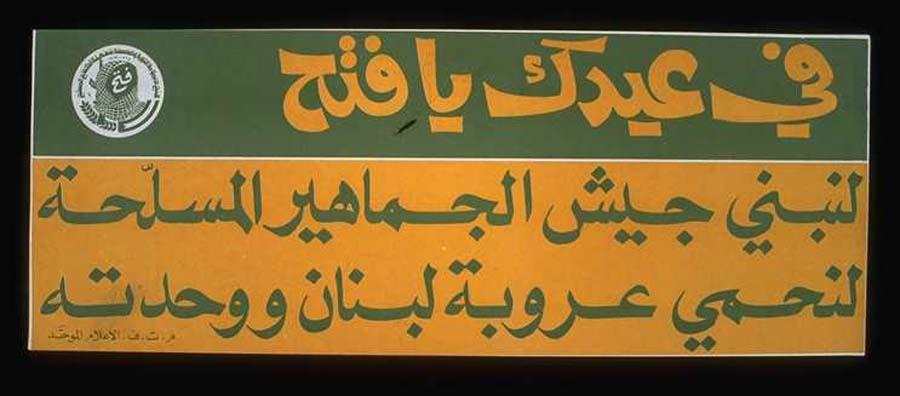 في عيدك يا فتح
فتح
لنبني جيش الجماهير المسلّحة
لنحمي عروبة لبنان ووحدته
م.ت.ف. الاعلام الموحّد